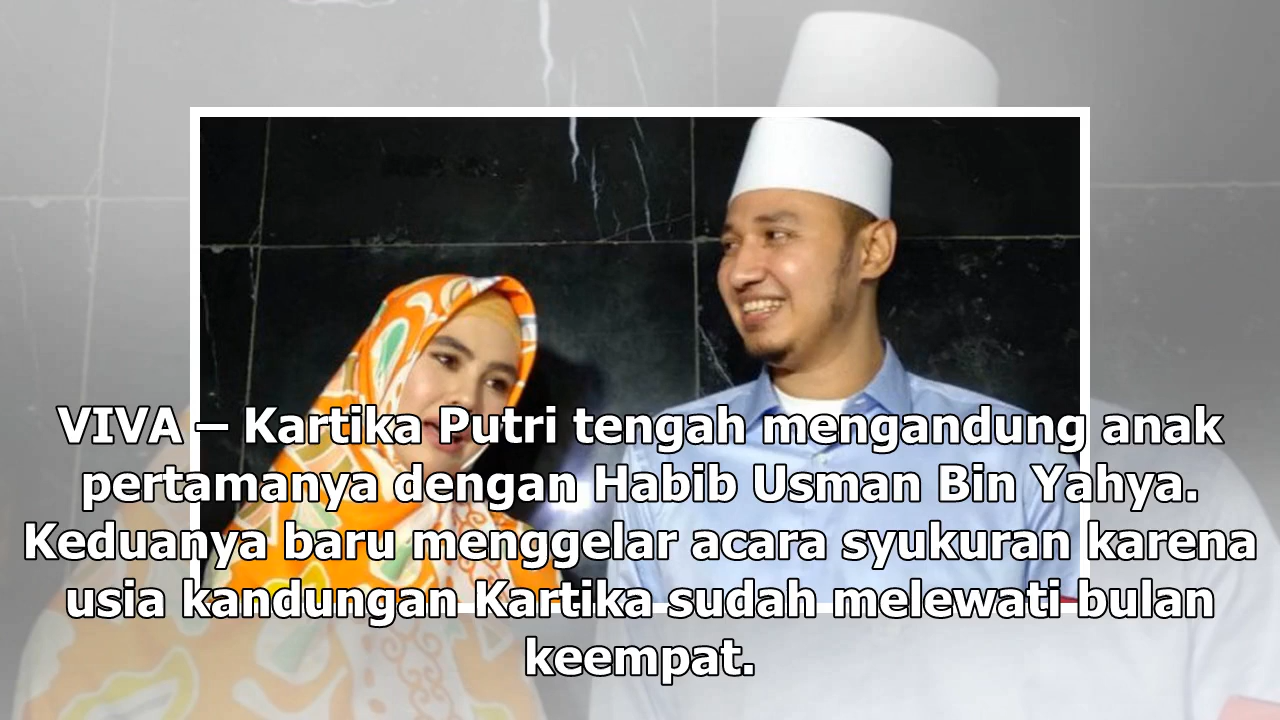 VIVA – Kartika Putri tengah mengandung anak
pertamanya dengan Habib Usman Bin Yahya.
Keduanya baru menggelar acara syukuran karena
usia kandungan Kartika sudah melewati bulan
keempat.